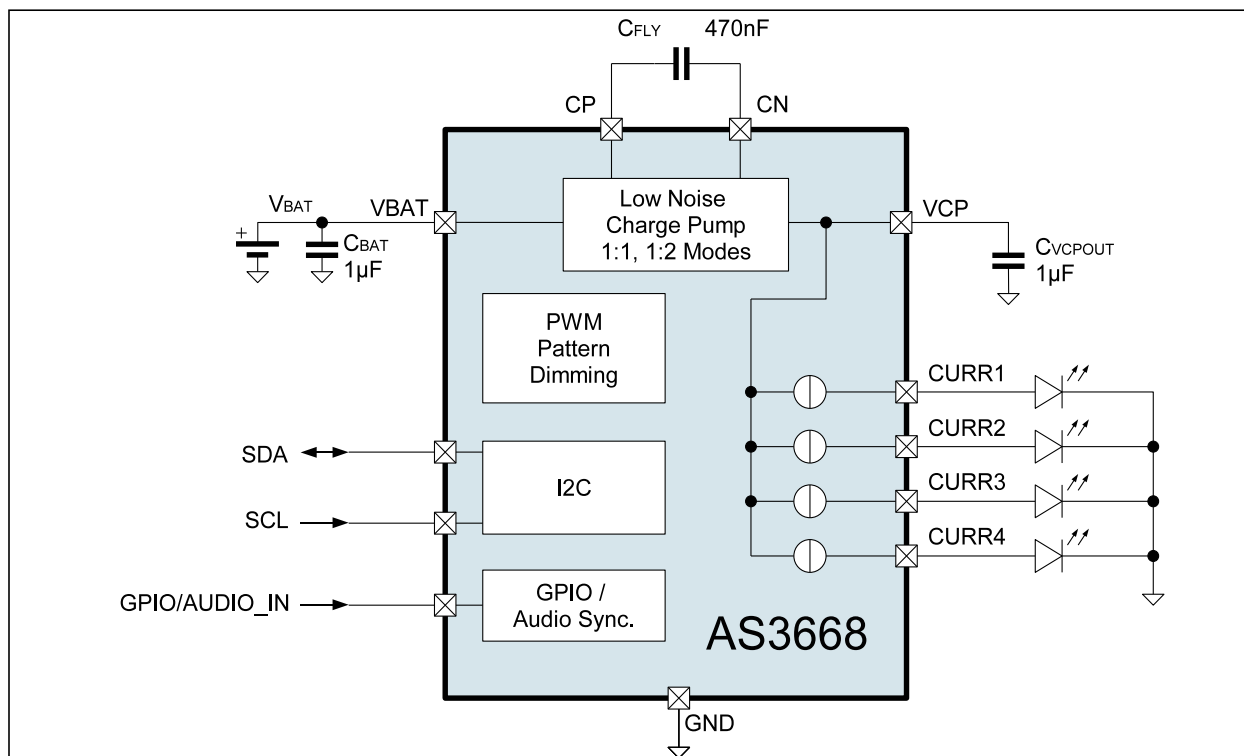 CFLY 470nF
CP CN
Low Noise
Charge Pump
1:1, 1:2 Modes
VBAT VBAT
+
CBAT
1µF
VCP
CVCPOUT
1µF
PWM
Pattern
Dimming
CURR1
CURR2
CURR3
CURR4
SDA
I2C
SCL
GPIO/AUDIO_IN
GPIO /
Audio Sync.
AS3668
GND